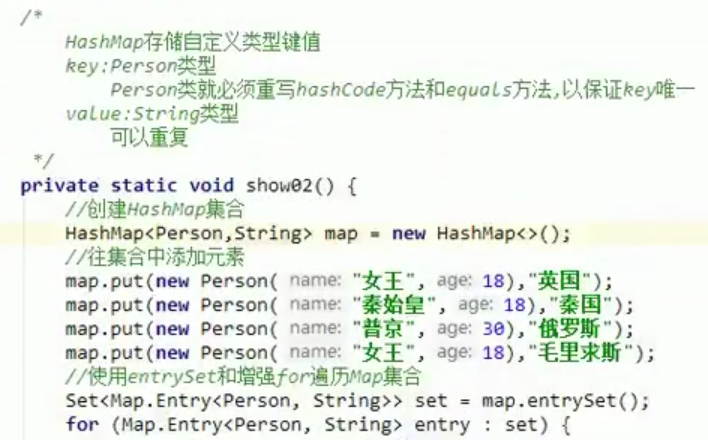 /*
HashMap存储自定义类型键值
key:Person类型
Person类就必须重写hashCode方法和equals方法,以保证key唯一
value:String类型
可以重复
*/
private static void show02() {
//创建HashMap集合
HashMap<Person,String> map = new HashMap<>();
//往集合中添加元素
map.put(new Person( name: "女王", age: 18),"英国");
map.put(new Person( name: "秦始皇", age: 18),"秦国");
map.put(new Person( name: "普京", age: 30),"俄罗斯");
map.put(new Person( name: "女王", age: 18),"毛里求斯");
//使用entrySet和增强for遍历Map集合
Set<Map.Entry<Person, String>> set = map.entrySet();
for (Map.Entry<Person, String> entry : set) {